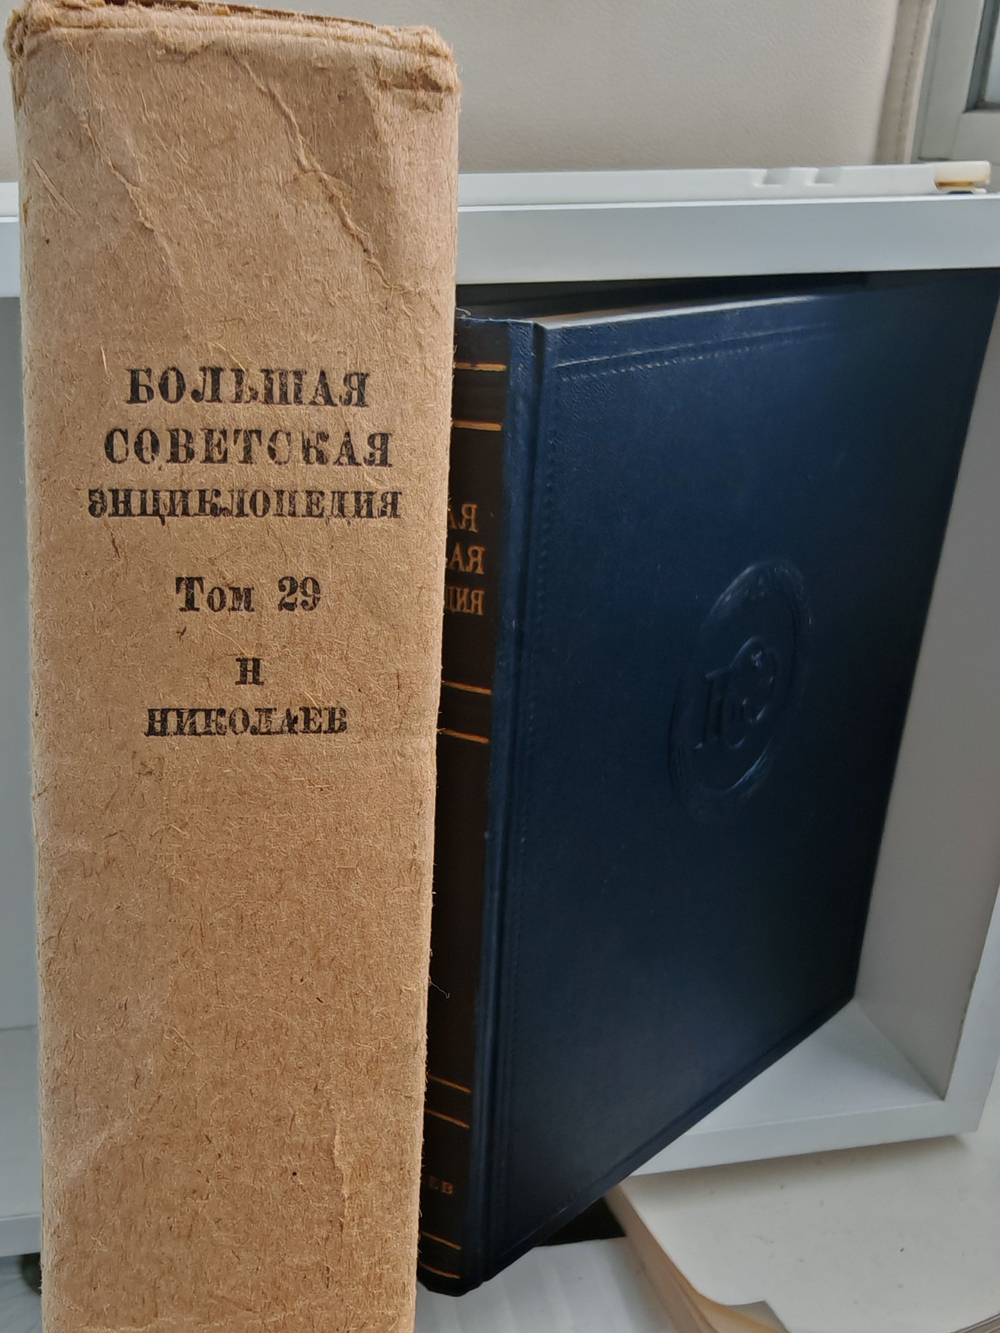 БОЛЬШАЯ
СОВЕТСКАЯ
ЭНЦИКЛОПЕДИЯ
Том 29
Н
НИКОЛАЕВ